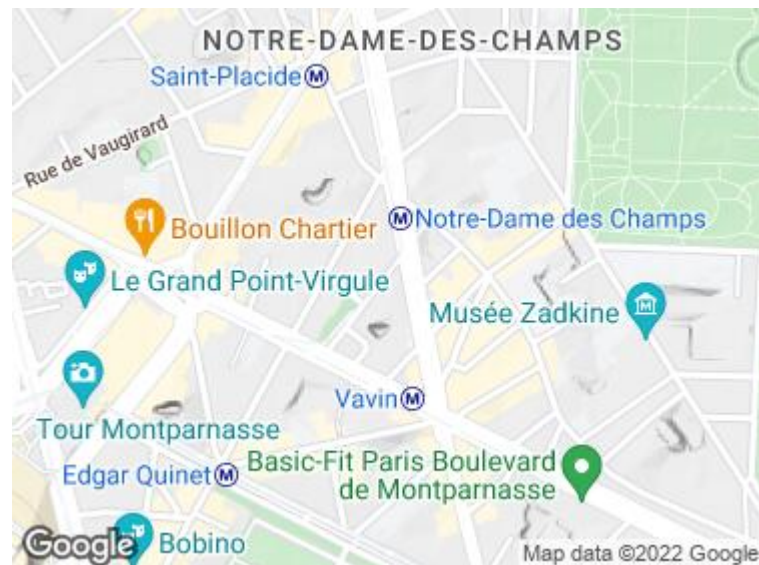 NOTRE-DAME-DES-CHAMPS
Saint-Placide M
Rue de Vaugirard
Bouillon Chartier
M Notre-Dame des Champs
Le Grand Point-Virgule
Musée Zadkine
M
Vavin M
Tour Montparnasse
Basic-Fit Paris Boulevard
de Montparnasse
Edgar Quinet M
Google
Bobino
Map data ©2022 Google